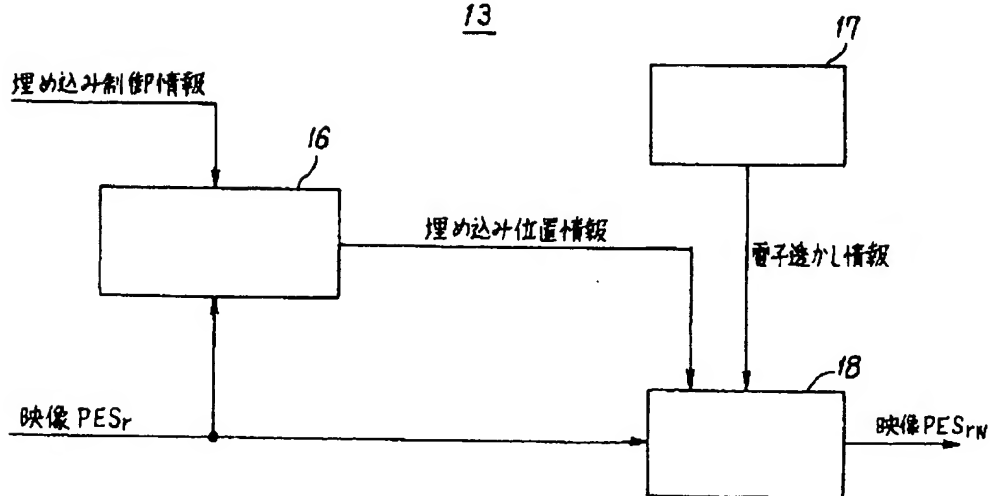 13
17
埋め込み制御情報
16
埋め込み位置情報
電子透かし情報
18
映像 PESr
映像 PESrw